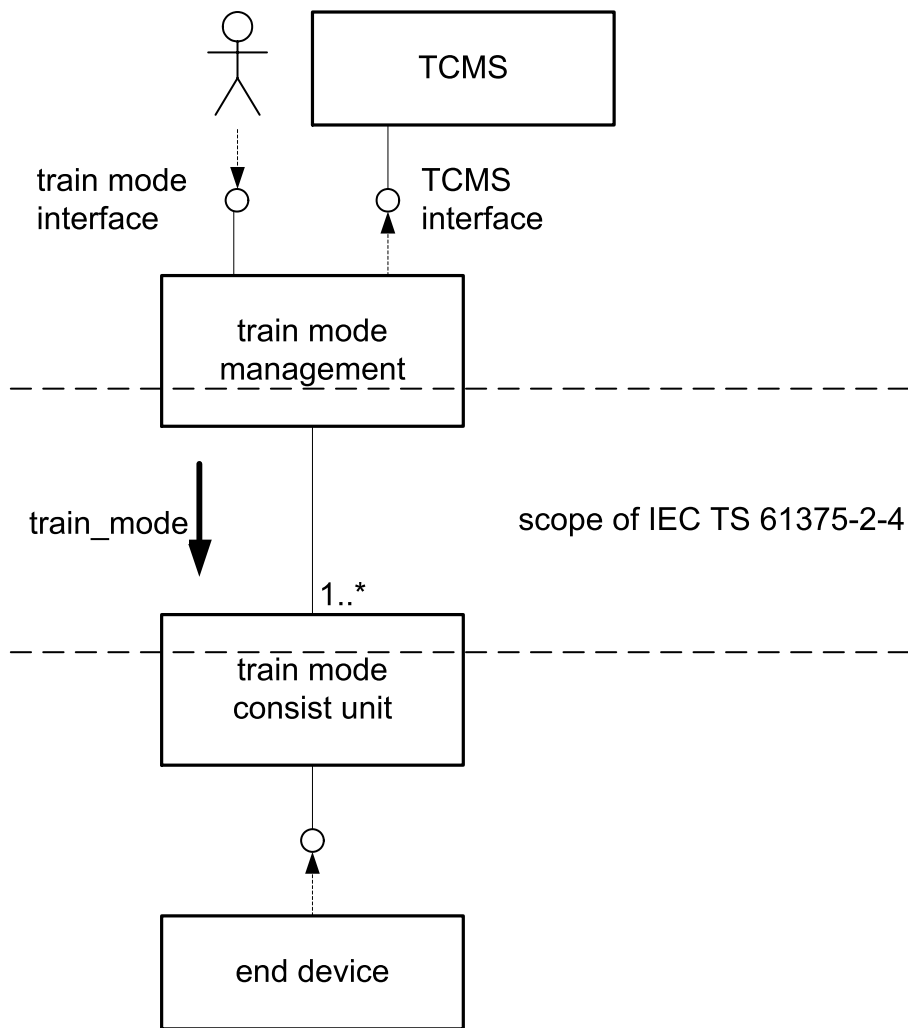 TCMS
train mode
interface
TCMS
interface
train mode
management
train_mode
scope of IEC TS 61375-2-4
1..*
train mode
consist unit
end device